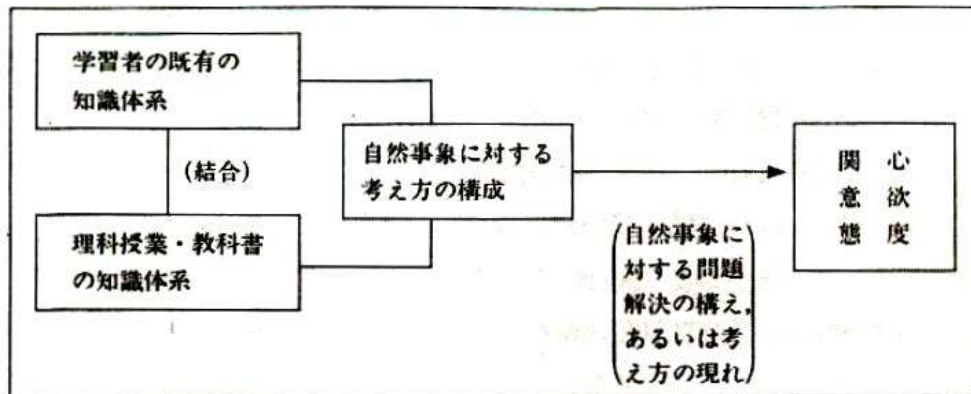 学習者の既有の
知識体系
(結合)
理科授業・教科書
の知識体系
自然事象に対する
考え方の構成
(自然事象に
対する問題
解決の構え,
あるいは考
え方の現れ)
関心
意欲
態度